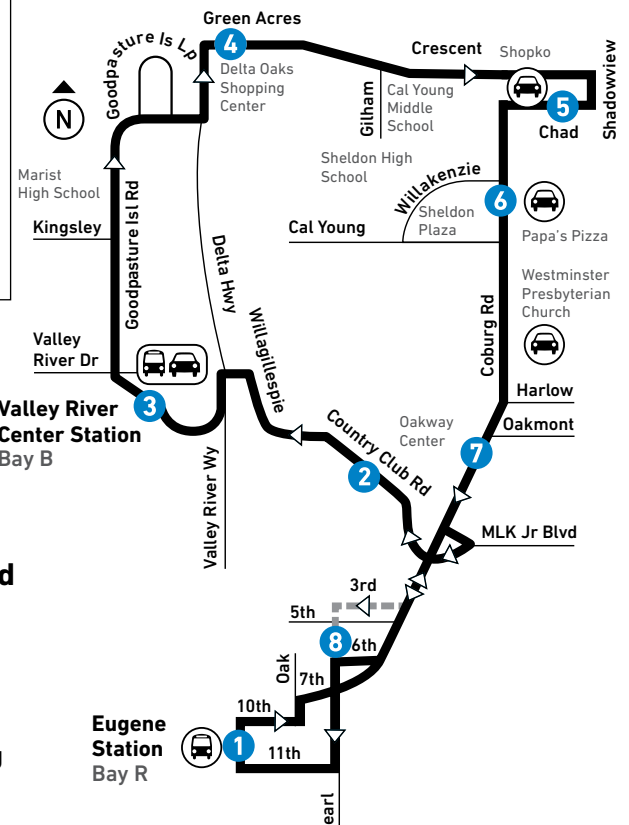 Green Acres
4
Goodpasture Is Lp
Delta Oaks
Shopping
Center
Crescent
Shopko
Shadowview
N
Gilham
Cal Young
Middle
School
5
Chad
Marist
High School
Sheldon High
School
Willakenzie
6
Kingsley
Goodpasture Isl Rd
Cal Young
Sheldon
Plaza
Papa's Pizza
Delta Hwy
Westminster
Presbyterian
Church
Willagillespie
Coburg Rd
Valley
River Dr
Harlow
3
Valley River
Center Station
Bay B
Oakway
Center
Oakmont
Country Club Rd
7
2
Valley River Wy
MLK Jr Blvd
d
3rd
5th
8
6th
Oak
7th
10th
Eugene
Station
Bay R
1
11th
earl